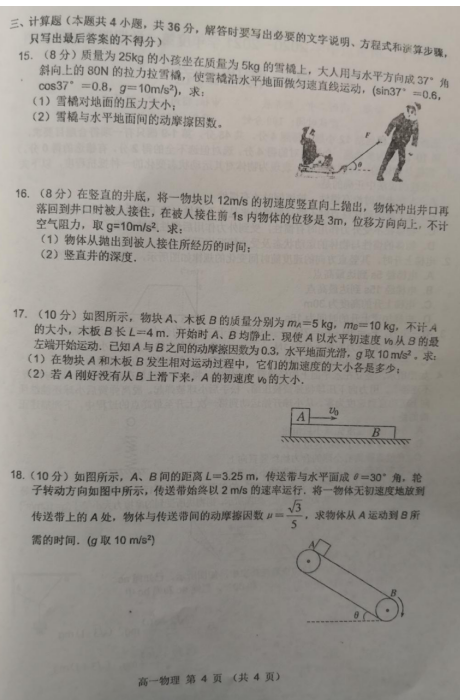 三、计算题（本题共4小题，共36分，解答时要写出必要的文字说明、方程式和演算步骤，
只写出最后答案的不得分）
15.（8分）质量为25kg的小孩坐在质量为5kg的雪橇上，大人用与水平方向成37°角
斜向上的80N的拉力拉雪橇，使雪橇沿水平地面做匀速直线运动，(sin37°=0.6,
cos37°=0.8，g=10m/s²)，求：
（1）雪橇对地面的压力大小；
（2）雪橇与水平地面间的动摩擦因数。
F
θ
16.（8分）在竖直的井底，将一物块以12m/s的初速度竖直向上抛出，物体冲出井口再
落回到井口时被人接住，在被人接住前1s内物体的位移是3m，位移方向向上．不计
空气阻力，取g=10m/s²．求：
（1）物体从抛出到被人接住所经历的时间；
（2）竖直井的深度．
17.（10分）如图所示，物块A、木板B的质量分别为mA=5 kg，mB=10 kg，不计A
的大小，木板B长L=4 m．开始时A、B均静止．现使A以水平初速度v₀从B的最
左端开始运动．已知A与B之间的动摩擦因数为0.3，水平地面光滑，g取10 m/s²，求：
（1）在物块A和木板B发生相对运动过程中，它们的加速度的大小各是多少；
（2）若A刚好没有从B上滑下来，A的初速度v₀的大小．
A v₀
B
18.（10分）如图所示，A、B间的距离L=3.25 m，传送带与水平面成θ=30°角，轮
子转动方向如图中所示，传送带始终以2 m/s的速率运行．将一物体无初速度地放到
传送带上的A处，物体与传送带间的动摩擦因数μ=√3/5，求物体从A运动到B所
需的时间．(g取10 m/s²)
A
B
θ
高一物理 第4页（共4页）